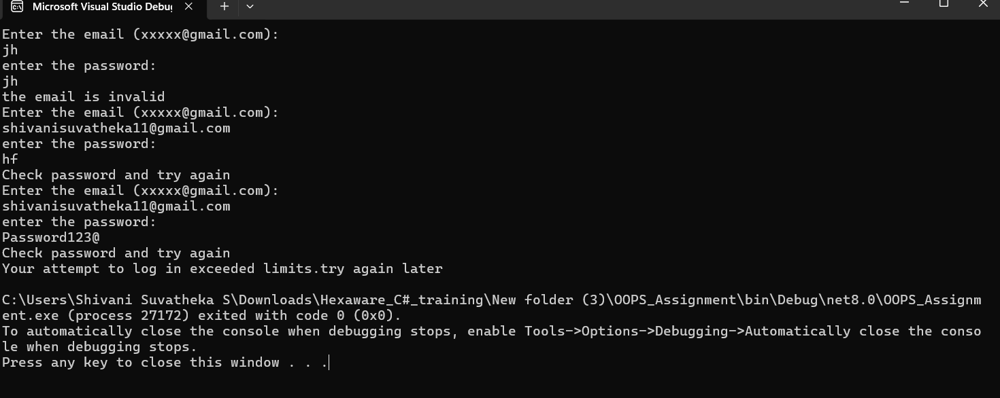 Microsoft Visual Studio Debug
Enter the email (xxxxx@gmail.com):
jh
enter the password:
jh
the email is invalid
Enter the email (xxxxx@gmail.com):
shivanisuvatheka11@gmail.com
enter the password:
hf
Check password and try again
Enter the email (xxxxx@gmail.com):
shivanisuvatheka11@gmail.com
enter the password:
Password123@
Check password and try again
Your attempt to log in exceeded limits.try again later
C:\Users\Shivani Suvatheka S\Downloads\Hexaware_C#_training\New folder (3)\OOPS_Assignment\bin\Debug\net8.0\OOPS_Assignm
ent.exe (process 27172) exited with code 0 (0x0).
To automatically close the console when debugging stops, enable Tools->Options->Debugging->Automatically close the conso
le when debugging stops.
Press any key to close this window . . .